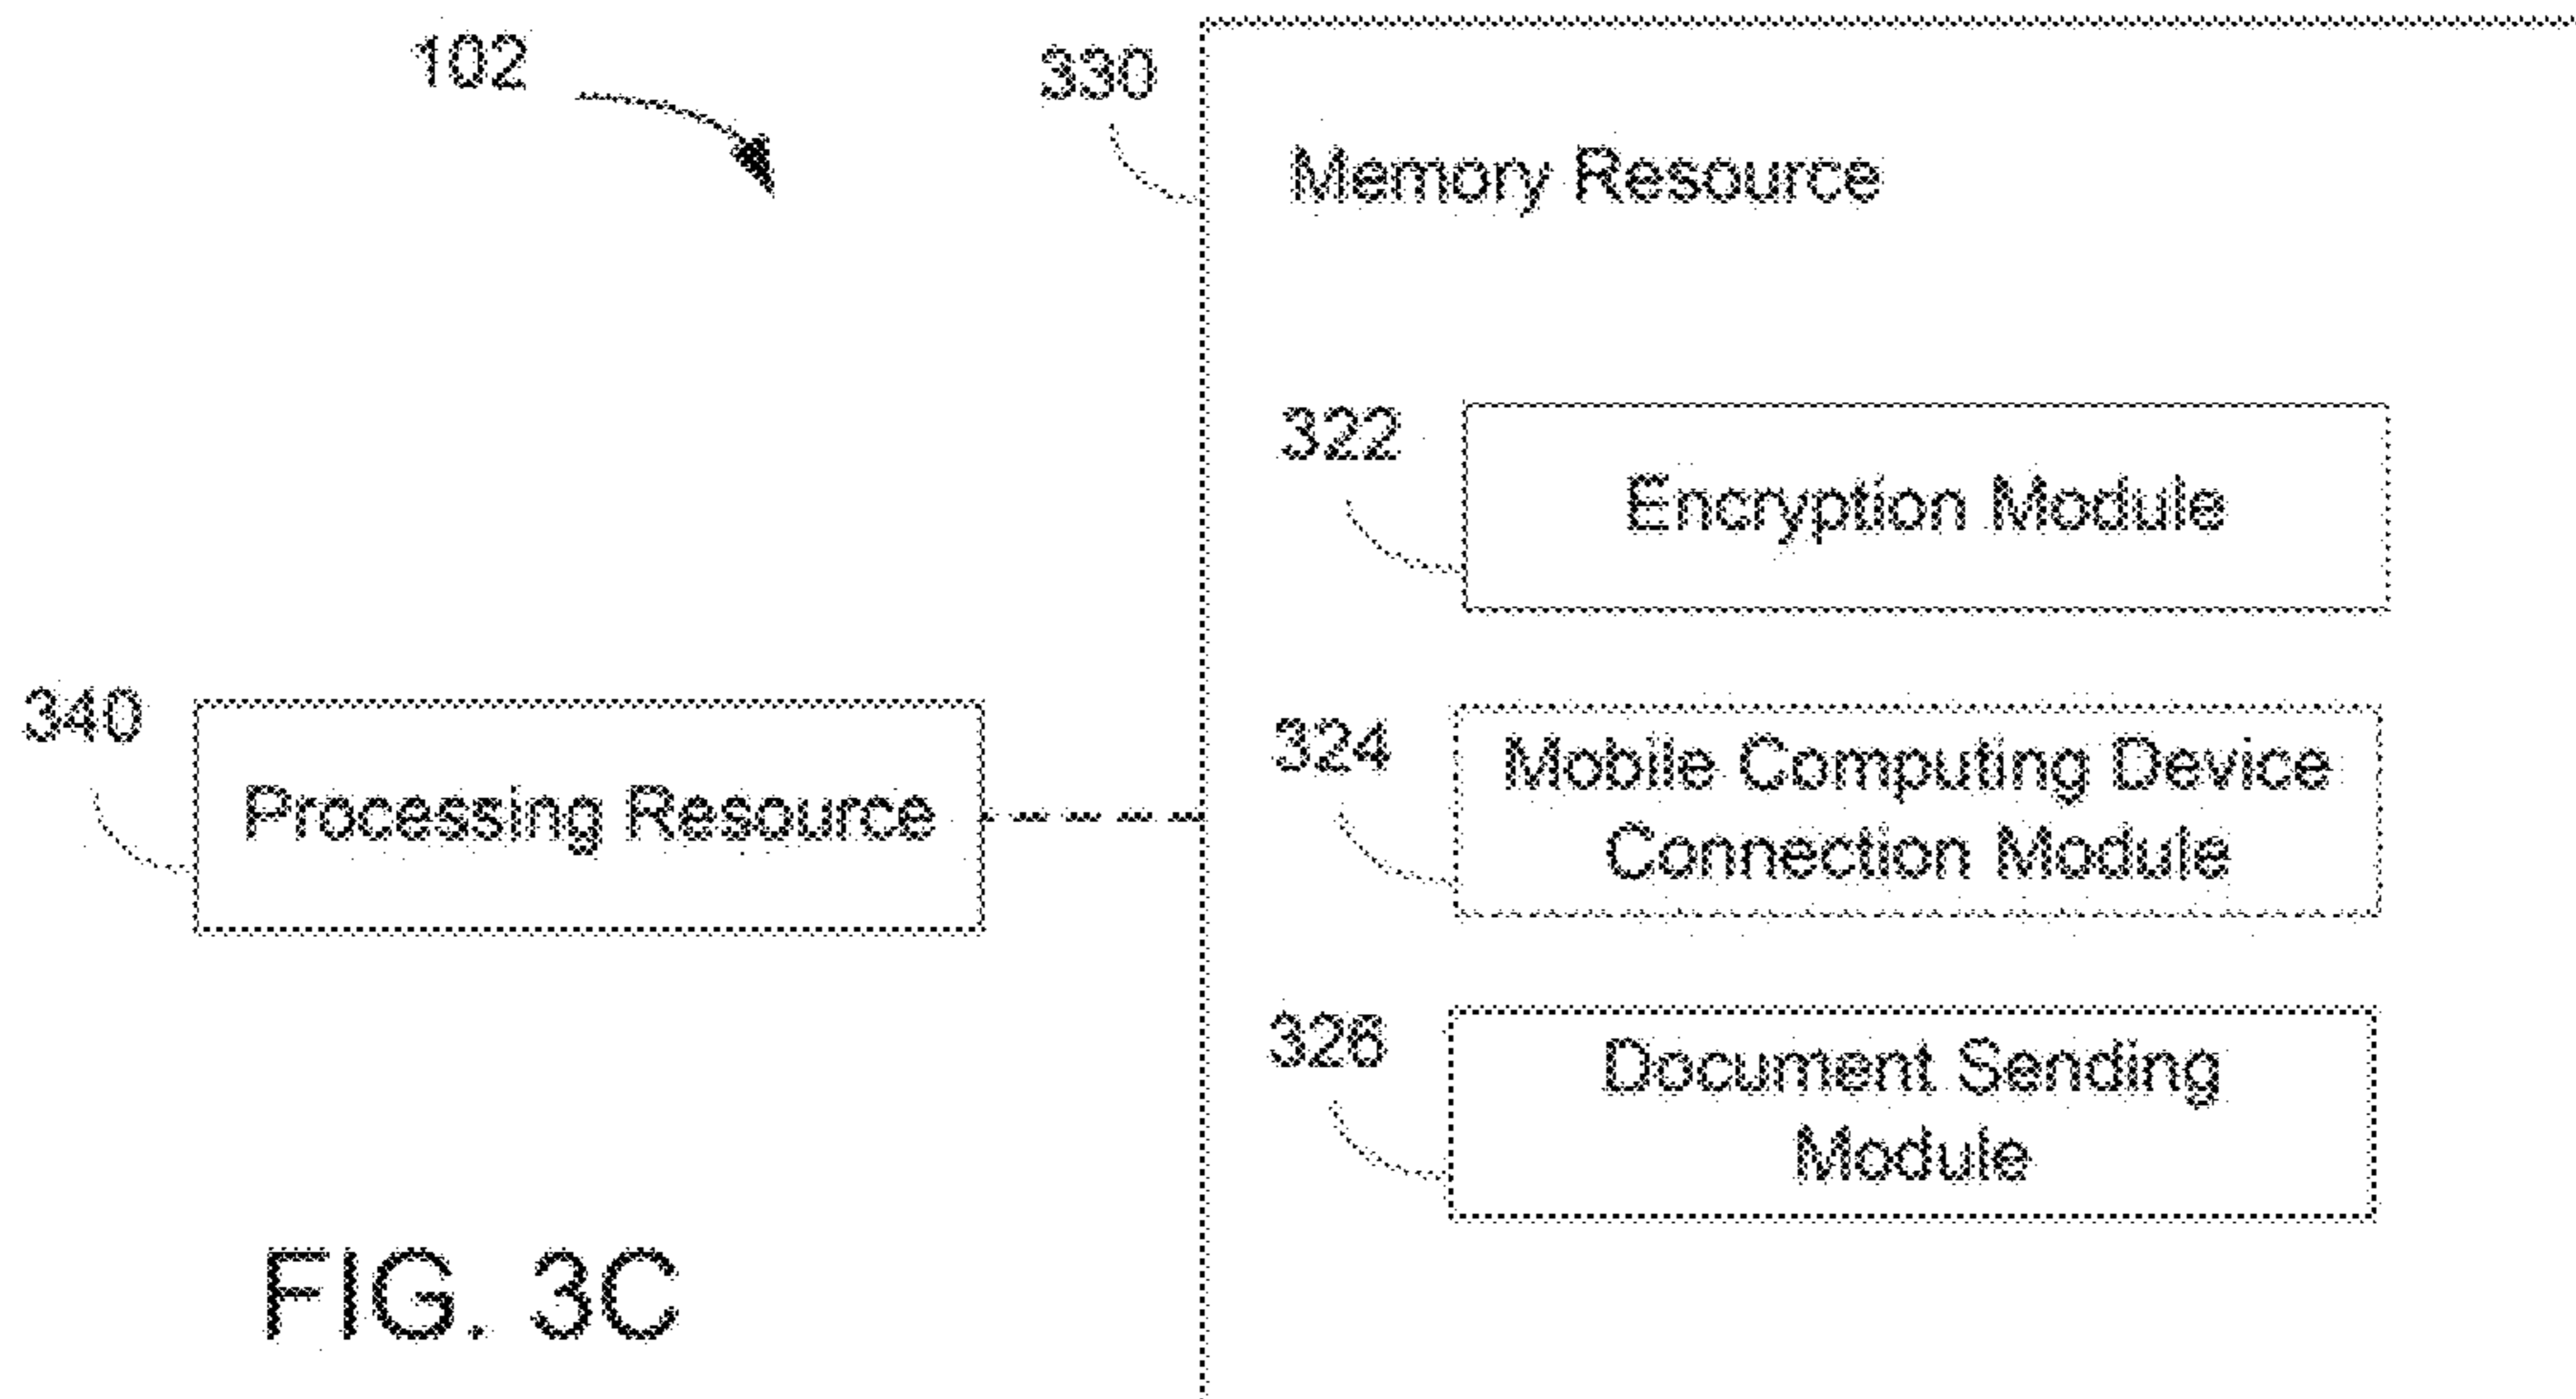 102
330
Memory Resource
322
Encryption Module
340
Processing Resource
324
Mobile Computing Device
Connection Module
326
Document Sending
Module
FIG. 3C